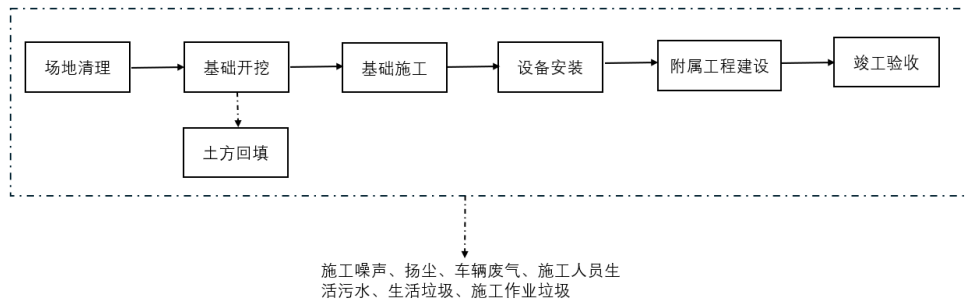 场地清理
基础开挖
基础施工
设备安装
附属工程建设
竣工验收
土方回填
施工噪声、扬尘、车辆废气、施工人员生
活污水、生活垃圾、施工作业垃圾